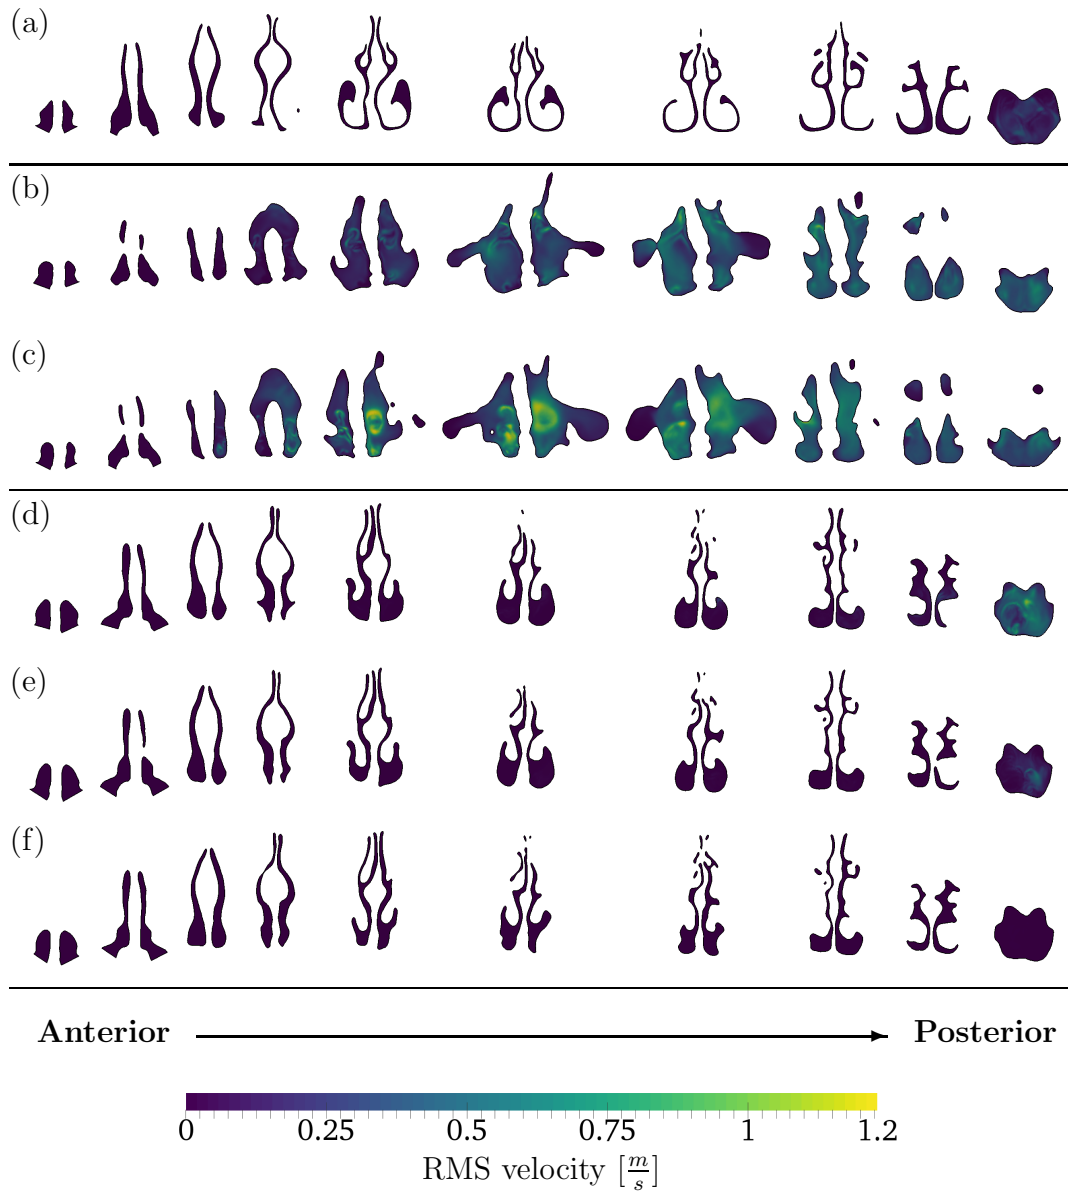 (a)
(b)
(c)
(d)
(e)
(f)
Anterior Posterior
0 0.25 0.5 0.75 1 1.2
RMS velocity [m/s]